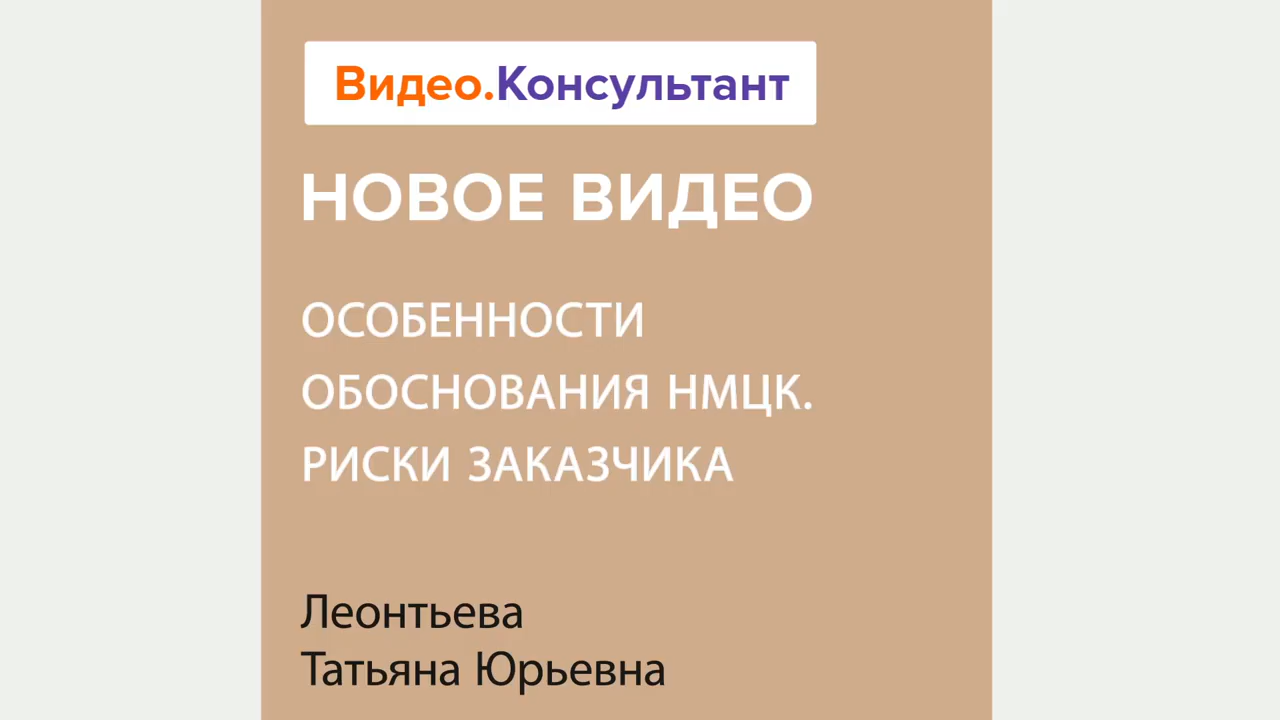 Видео.Консультант
НОВОЕ ВИДЕО
ОСОБЕННОСТИ
ОБОСНОВАНИЯ НМЦК.
РИСКИ ЗАКАЗЧИКА
Леонтьева
Татьяна Юрьевна